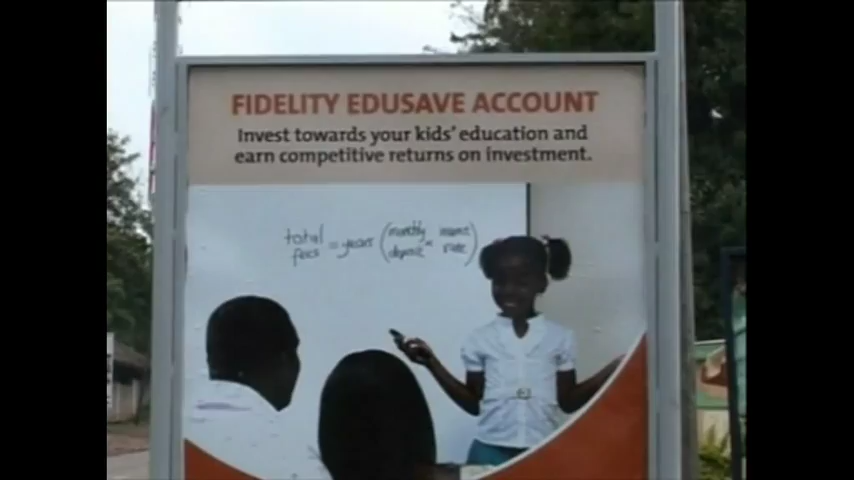 FIDELITY EDUSAVE ACCOUNT
Invest towards your kids' education and
earn competitive returns on investment.
total fees = years (monthly deposit × rate)